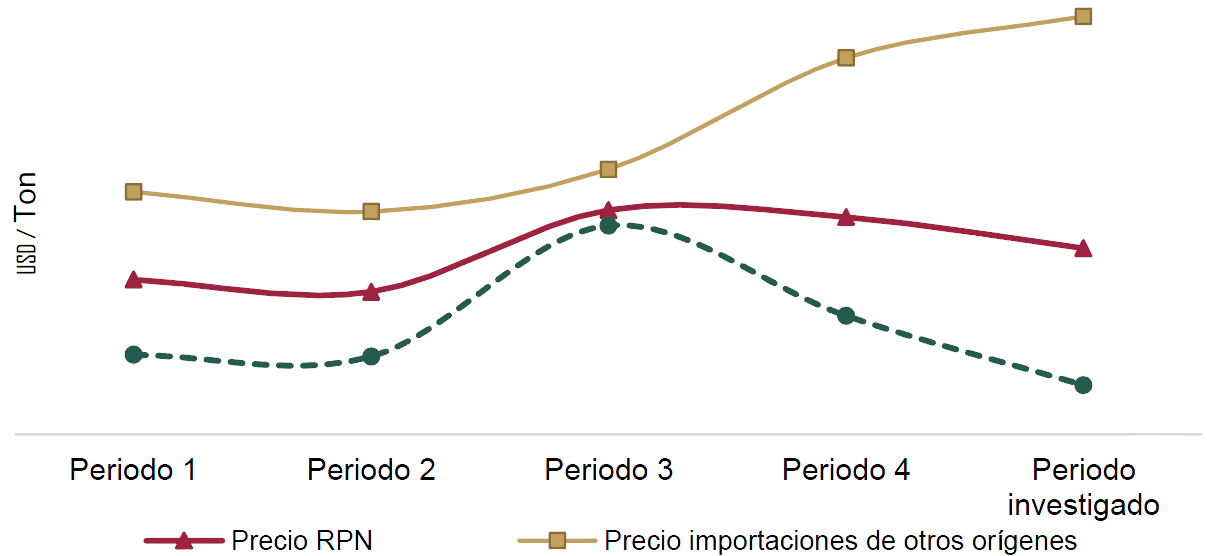 USD / Ton
Periodo 1
Periodo 2
Periodo 3
Periodo 4
Periodo
investigado
Precio RPN
Precio importaciones de otros orígenes